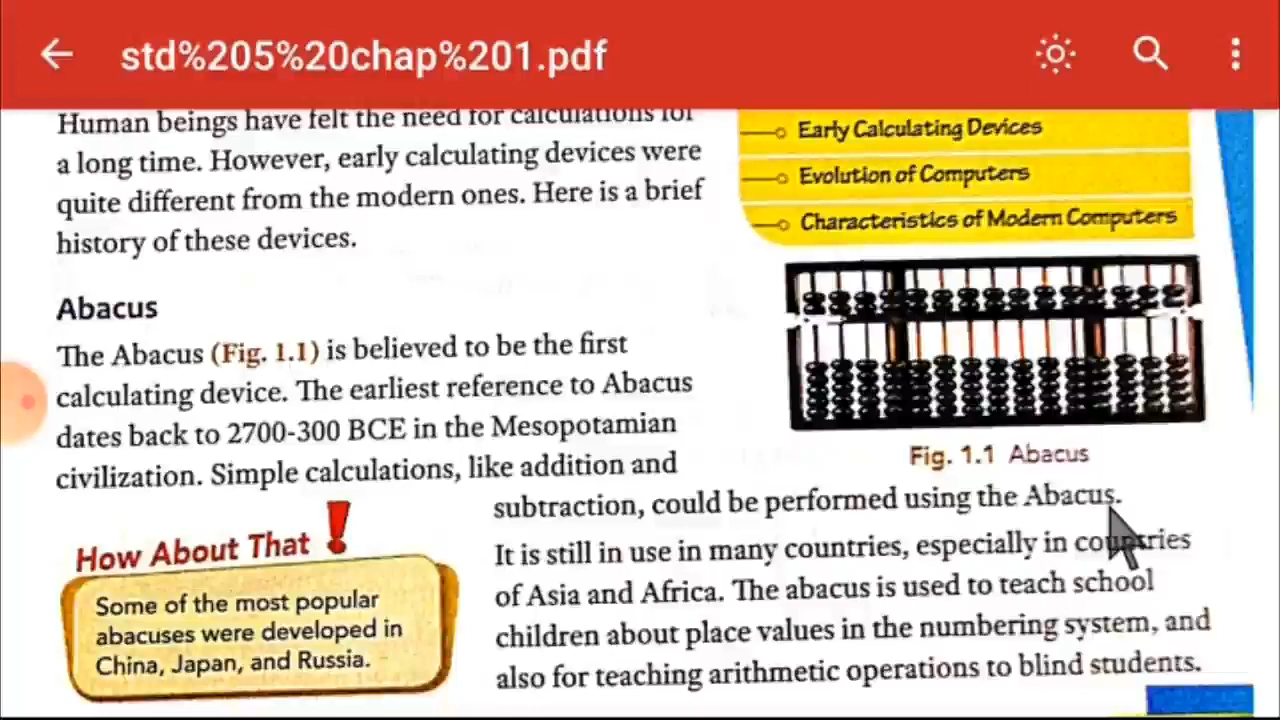 std%205%20chap%201.pdf
Human beings have felt the need for calculations for
a long time. However, early calculating devices were
quite different from the modern ones. Here is a brief
history of these devices.
Early Calculating Devices
Evolution of Computers
Characteristics of Modern Computers
Abacus
The Abacus (Fig. 1.1) is believed to be the first
calculating device. The earliest reference to Abacus
dates back to 2700-300 BCE in the Mesopotamian
civilization. Simple calculations, like addition and
subtraction, could be performed using the Abacus.
Fig. 1.1 Abacus
How About That !
Some of the most popular
abacuses were developed in
China, Japan, and Russia.
It is still in use in many countries, especially in countries
of Asia and Africa. The abacus is used to teach school
children about place values in the numbering system, and
also for teaching arithmetic operations to blind students.